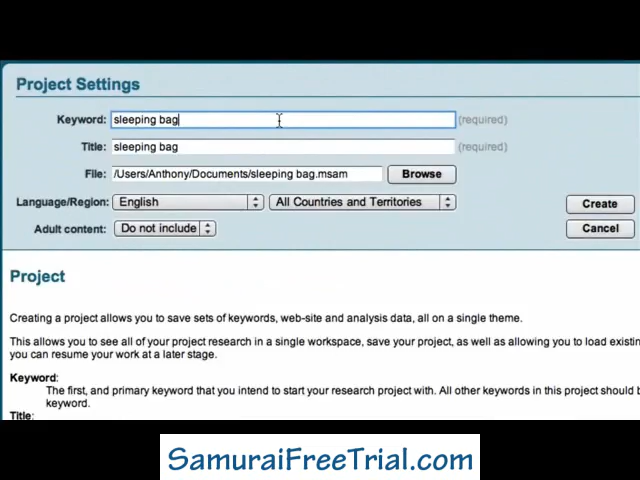 Project Settings
Keyword: sleeping bag (required)
Title: sleeping bag (required)
File: /Users/Anthony/Documents/sleeping bag.msam Browse
Language/Region: English All Countries and Territories Create
Adult content: Do not include Cancel
Project
Creating a project allows you to save sets of keywords, web-site and analysis data, all on a single theme.
This allows you to see all of your project research in a single workspace, save your project, as well as allowing you to load existing
you can resume your work at a later stage.
Keyword:
The first, and primary keyword that you intend to start your research project with. All other keywords in this project should b
keyword.
Title:
SamuraiFreeTrial.com